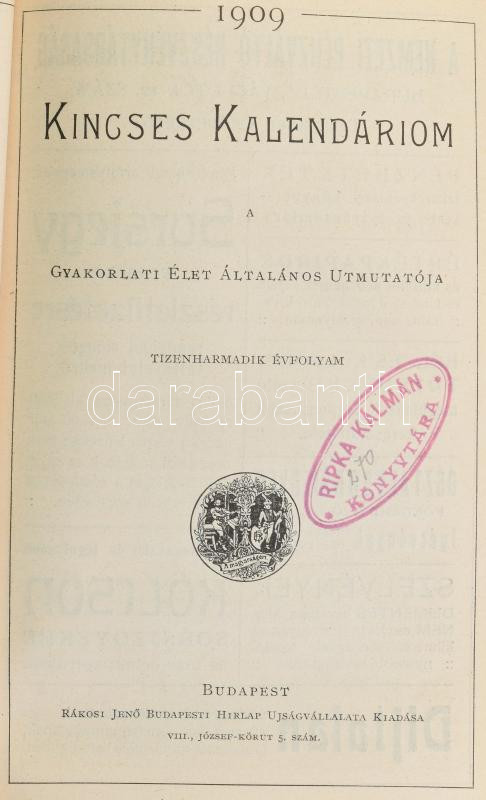 1909
KINCSES KALENDÁRIOM
A
GYAKORLATI ÉLET ÁLTALÁNOS UTMUTATÓJA
TIZENHARMADIK ÉVFOLYAM
darabanth
RIPKA KÁLMÁN
270
KÖNYVTÁRA
BUDAPEST
RÁKOSI JENŐ BUDAPESTI HIRLAP UJSÁGVÁLLALATA KIADÁSA
VIII., JÓZSEF-KÖRUT 5. SZÁM.